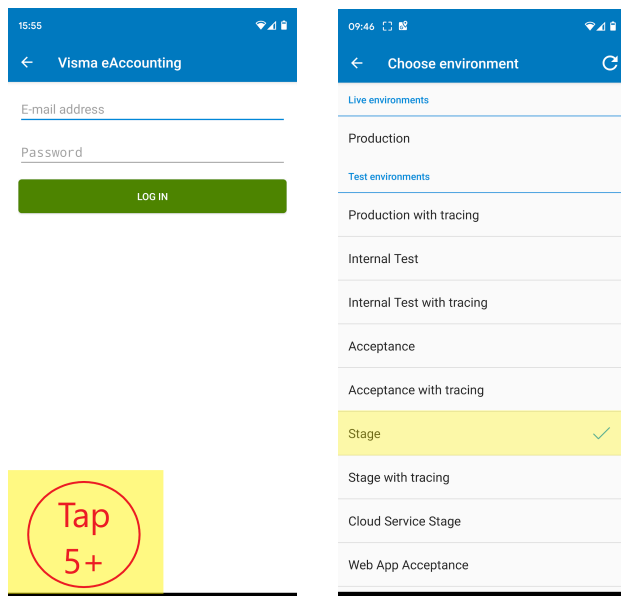 15:55
Visma eAccounting
E-mail address
Password
LOG IN
Tap
5+
09:46
Choose environment
Live environments
Production
Test environments
Production with tracing
Internal Test
Internal Test with tracing
Acceptance
Acceptance with tracing
Stage
Stage with tracing
Cloud Service Stage
Web App Acceptance